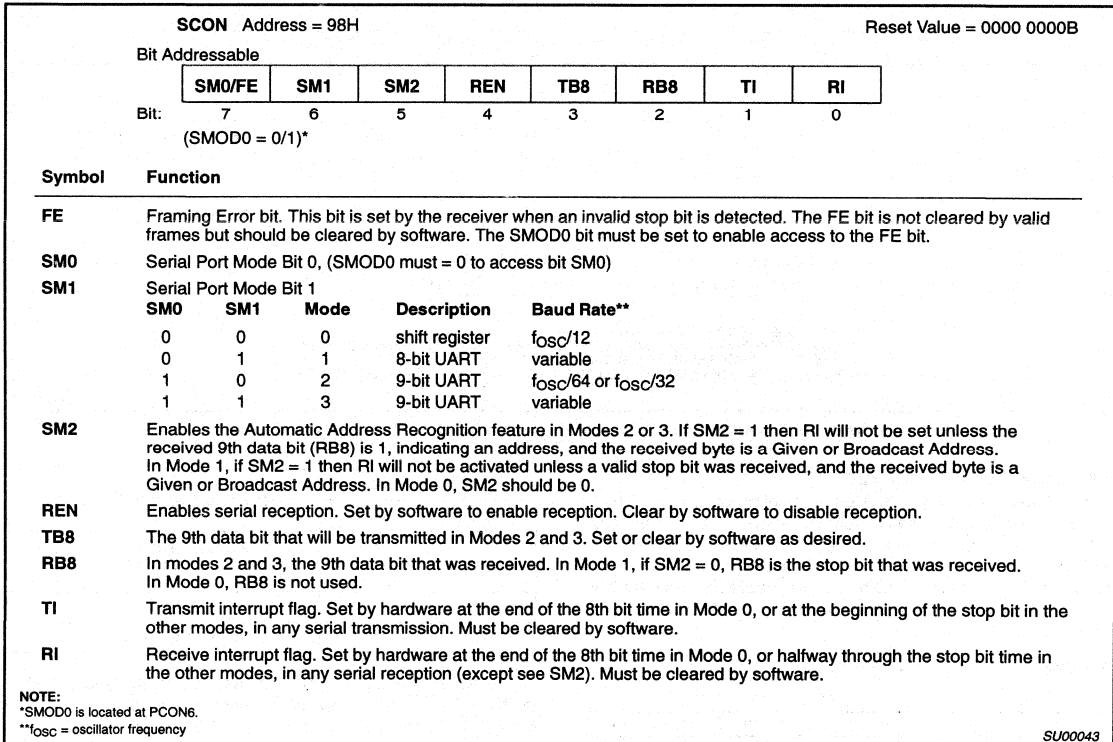 SCON Address = 98H Reset Value = 0000 0000B
Bit Addressable
SM0/FE SM1 SM2 REN TB8 RB8 TI RI
Bit: 7 6 5 4 3 2 1 0
(SMOD0 = 0/1)*
Symbol Function
FE Framing Error bit. This bit is set by the receiver when an invalid stop bit is detected. The FE bit is not cleared by valid
frames but should be cleared by software. The SMOD0 bit must be set to enable access to the FE bit.
SM0 Serial Port Mode Bit 0, (SMOD0 must = 0 to access bit SM0)
SM1 Serial Port Mode Bit 1
SM0 SM1 Mode Description Baud Rate**
0 0 0 shift register fOSC/12
0 1 1 8-bit UART variable
1 0 2 9-bit UART fOSC/64 or fOSC/32
1 1 3 9-bit UART variable
SM2 Enables the Automatic Address Recognition feature in Modes 2 or 3. If SM2 = 1 then RI will not be set unless the
received 9th data bit (RB8) is 1, indicating an address, and the received byte is a Given or Broadcast Address.
In Mode 1, if SM2 = 1 then RI will not be activated unless a valid stop bit was received, and the received byte is a
Given or Broadcast Address. In Mode 0, SM2 should be 0.
REN Enables serial reception. Set by software to enable reception. Clear by software to disable reception.
TB8 The 9th data bit that will be transmitted in Modes 2 and 3. Set or clear by software as desired.
RB8 In modes 2 and 3, the 9th data bit that was received. In Mode 1, if SM2 = 0, RB8 is the stop bit that was received.
In Mode 0, RB8 is not used.
TI Transmit interrupt flag. Set by hardware at the end of the 8th bit time in Mode 0, or at the beginning of the stop bit in the
other modes, in any serial transmission. Must be cleared by software.
RI Receive interrupt flag. Set by hardware at the end of the 8th bit time in Mode 0, or halfway through the stop bit time in
the other modes, in any serial reception (except see SM2). Must be cleared by software.
NOTE:
*SMOD0 is located at PCON6.
**fOSC = oscillator frequency
SU00043